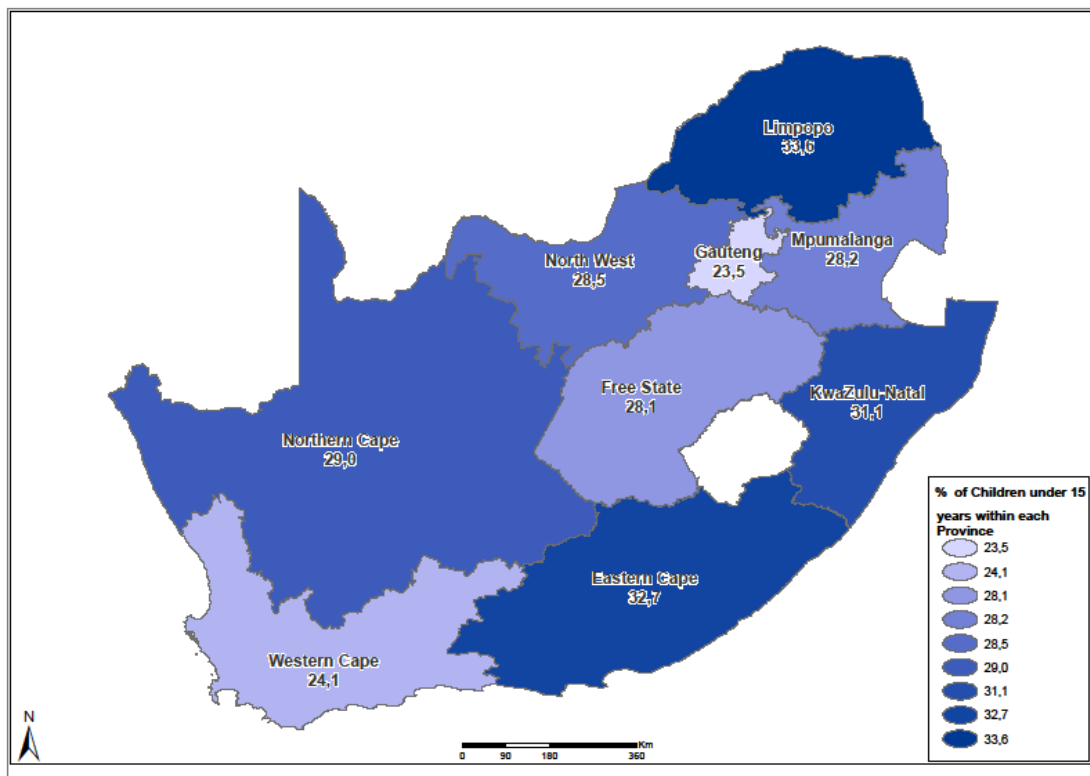 Limpopo
33,6
Mpumalanga
28,2
Gauteng
23,5
North West
28,5
Free State
28,1
KwaZulu-Natal
31,1
Northern Cape
29,0
Eastern Cape
32,7
Western Cape
24,1
% of Children under 15
years within each
Province
23,5
24,1
28,1
28,2
28,5
29,0
31,1
32,7
33,6
N
Km
0 90 180 360